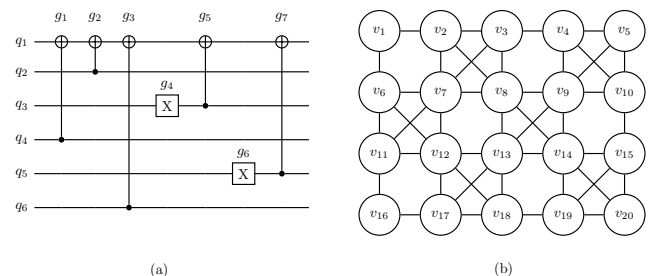 g1 g2 g3 g5 g7
q1
q2
g4
q3 X
q4
g6
q5 X
q6
(a)
v1 v2 v3 v4 v5
v6 v7 v8 v9 v10
v11 v12 v13 v14 v15
v16 v17 v18 v19 v20
(b)